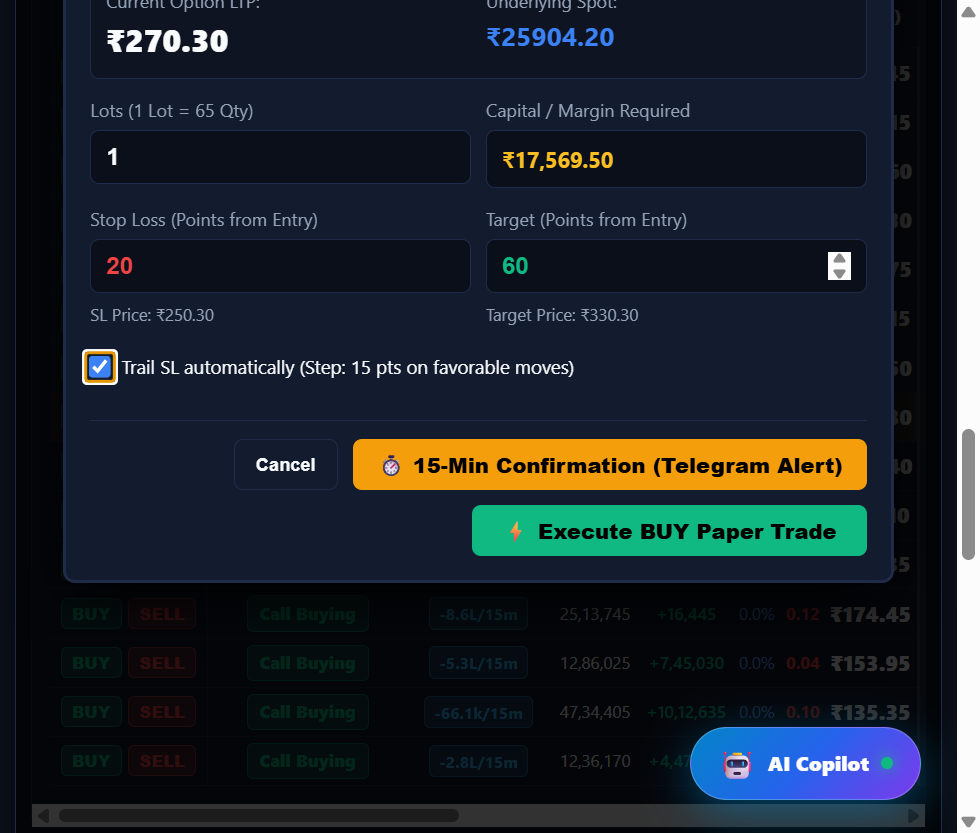 Current Option LTP:
Underlying Spot:
₹270.30
₹25904.20
Lots (1 Lot = 65 Qty)
Capital / Margin Required
1
₹17,569.50
Stop Loss (Points from Entry)
Target (Points from Entry)
20
60
SL Price: ₹250.30
Target Price: ₹330.30
Trail SL automatically (Step: 15 pts on favorable moves)
Cancel
15-Min Confirmation (Telegram Alert)
Execute BUY Paper Trade
BUY SELL Call Buying -8.6L/15m 25,13,745 +16,445 0.0% 0.12 ₹174.45
BUY SELL Call Buying -5.3L/15m 12,86,025 +7,45,030 0.0% 0.04 ₹153.95
BUY SELL Call Buying -66.1k/15m 47,34,405 +10,12,635 0.0% 0.10 ₹135.35
BUY SELL Call Buying -2.8L/15m 12,36,170
AI Copilot